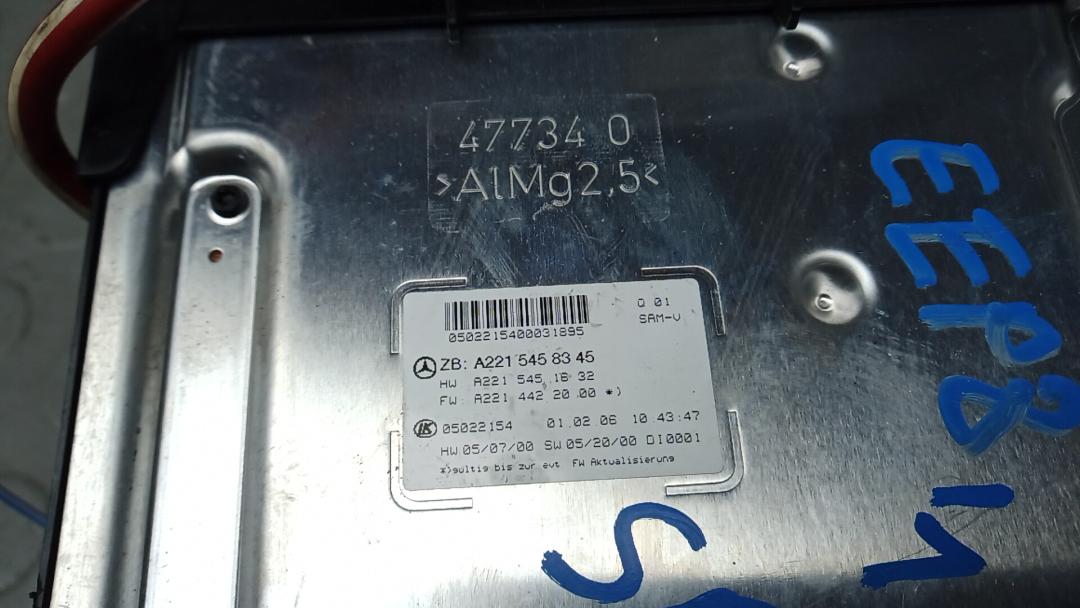 47734 0
>AlMg2,5<
0502215400031895
Q 01
SAM-V
ZB: A221 545 83 45
HW A221 545 16 32
FW: A221 442 20 00 *)
IK 05022154 01.02.06 10:43:47
HW 05/07/00 SW 05/20/00 DI0001
*)gültig bis zur evt. FW Aktualisierung